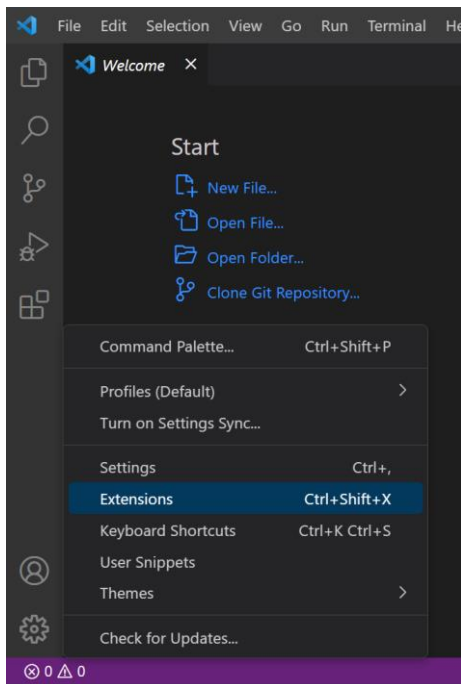 File Edit Selection View Go Run Terminal He
Welcome
Start
New File...
Open File...
Open Folder...
Clone Git Repository...
Command Palette... Ctrl+Shift+P
Profiles (Default)
Turn on Settings Sync...
Settings Ctrl+,
Extensions Ctrl+Shift+X
Keyboard Shortcuts Ctrl+K Ctrl+S
User Snippets
Themes
Check for Updates...
0 0